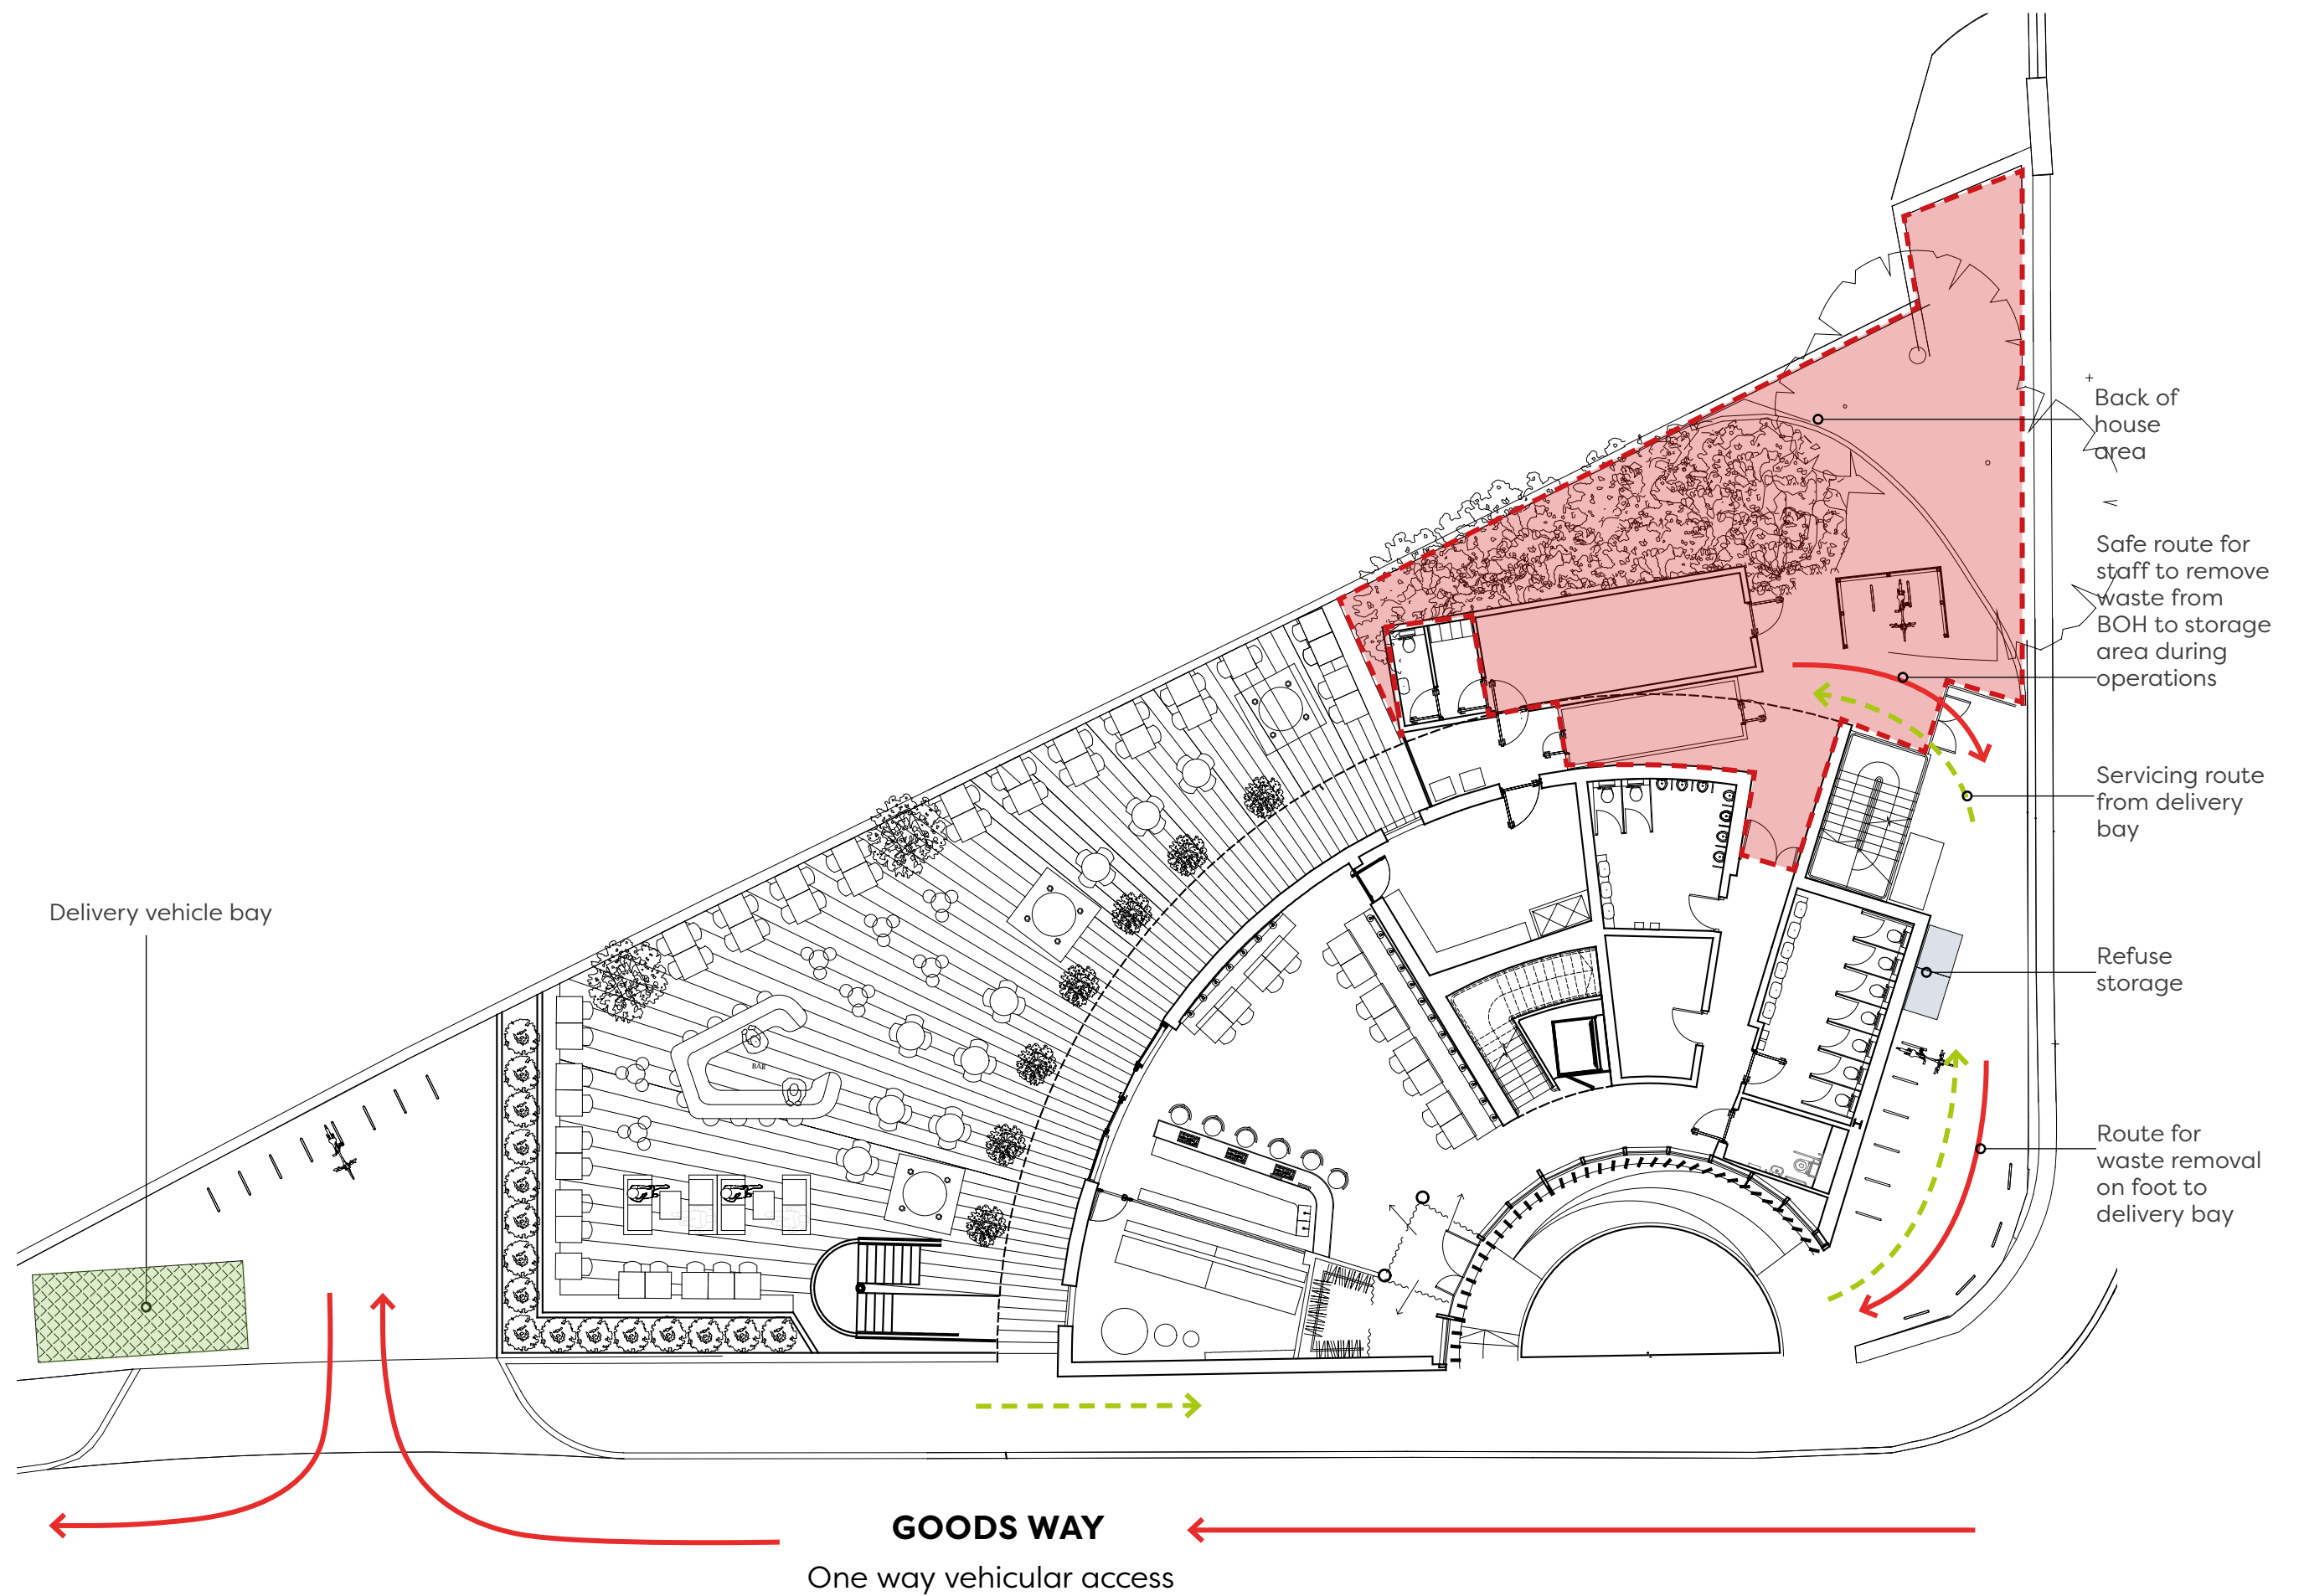 Back of
house
area
Safe route for
staff to remove
waste from
BOH to storage
area during
operations
Servicing route
from delivery
bay
Delivery vehicle bay
Refuse
storage
BAR
Route for
waste removal
on foot to
delivery bay
GOODS WAY
One way vehicular access